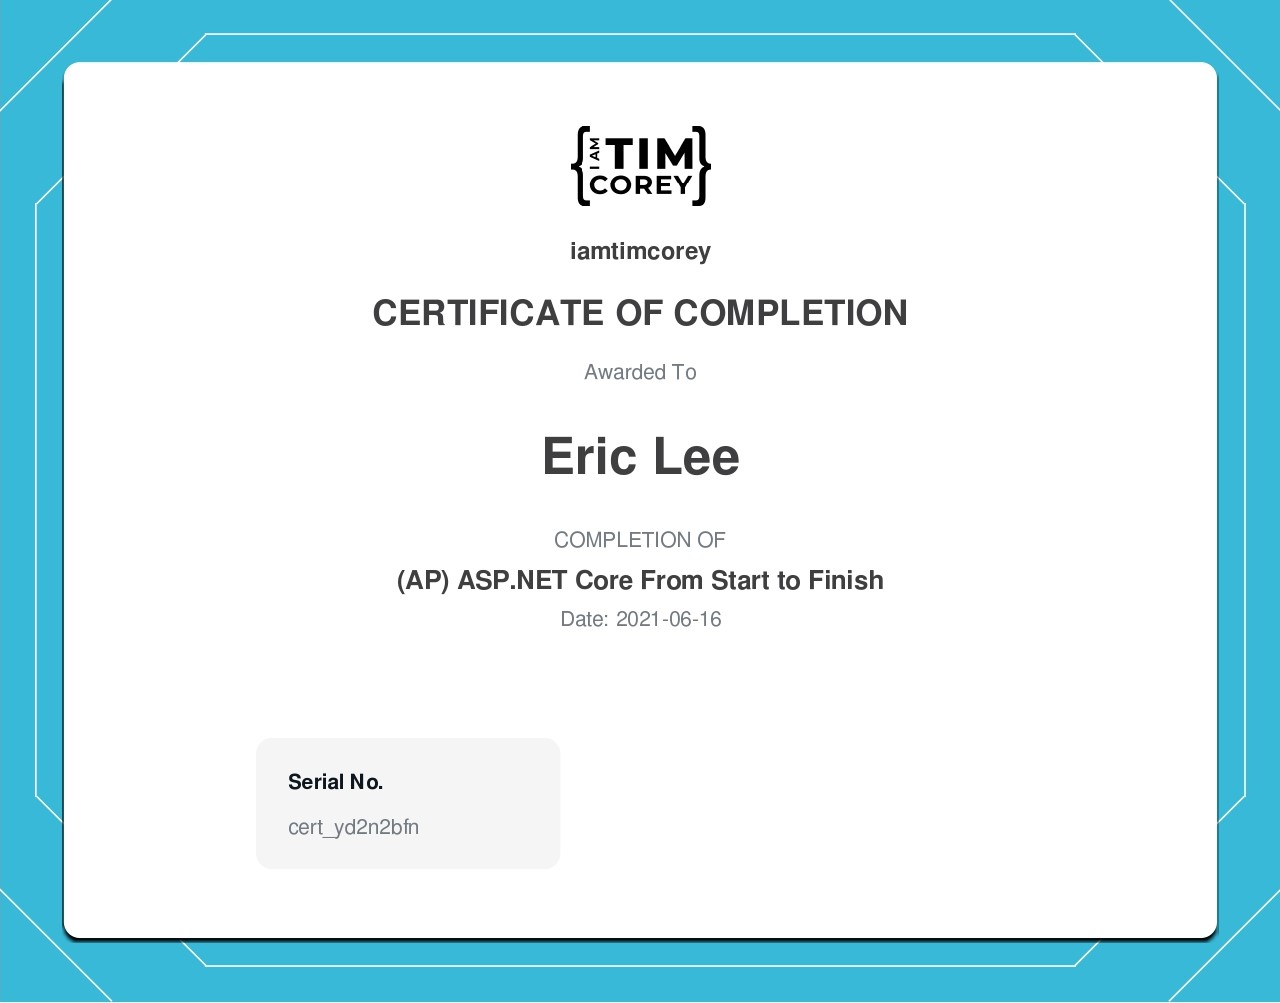 I AM TIM
COREY
iamtimcorey
CERTIFICATE OF COMPLETION
Awarded To
Eric Lee
COMPLETION OF
(AP) ASP.NET Core From Start to Finish
Date: 2021-06-16
Serial No.
cert_yd2n2bfn